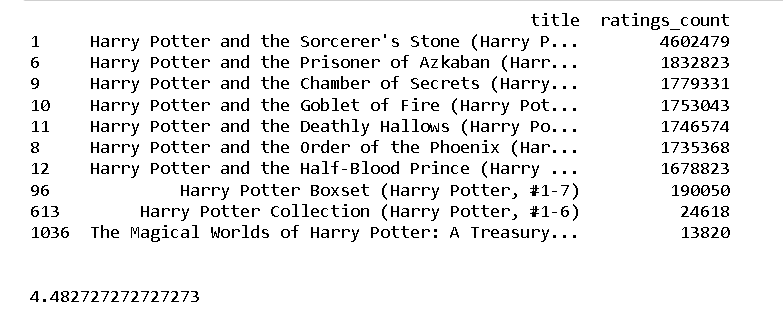 title ratings_count
1 Harry Potter and the Sorcerer's Stone (Harry P... 4602479
6 Harry Potter and the Prisoner of Azkaban (Harr... 1832823
9 Harry Potter and the Chamber of Secrets (Harry... 1779331
10 Harry Potter and the Goblet of Fire (Harry Pot... 1753043
11 Harry Potter and the Deathly Hallows (Harry Po... 1746574
8 Harry Potter and the Order of the Phoenix (Har... 1735368
12 Harry Potter and the Half-Blood Prince (Harry ... 1678823
96 Harry Potter Boxset (Harry Potter, #1-7) 190050
613 Harry Potter Collection (Harry Potter, #1-6) 24618
1036 The Magical Worlds of Harry Potter: A Treasury... 13820
4.482727272727273